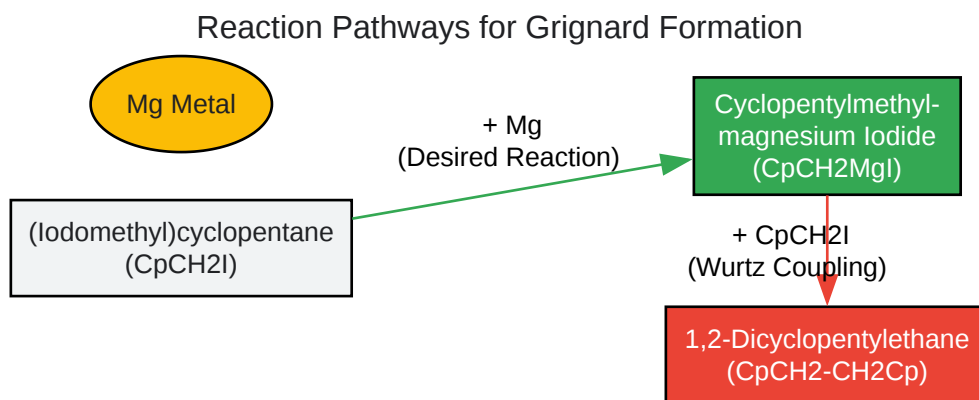 Reaction Pathways for Grignard Formation
Mg Metal
+ Mg
(Desired Reaction)
Cyclopentylmethyl-
magnesium Iodide
(CpCH2MgI)
(Iodomethyl)cyclopentane
(CpCH2I)
+ CpCH2I
(Wurtz Coupling)
1,2-Dicyclopentylethane
(CpCH2-CH2Cp)